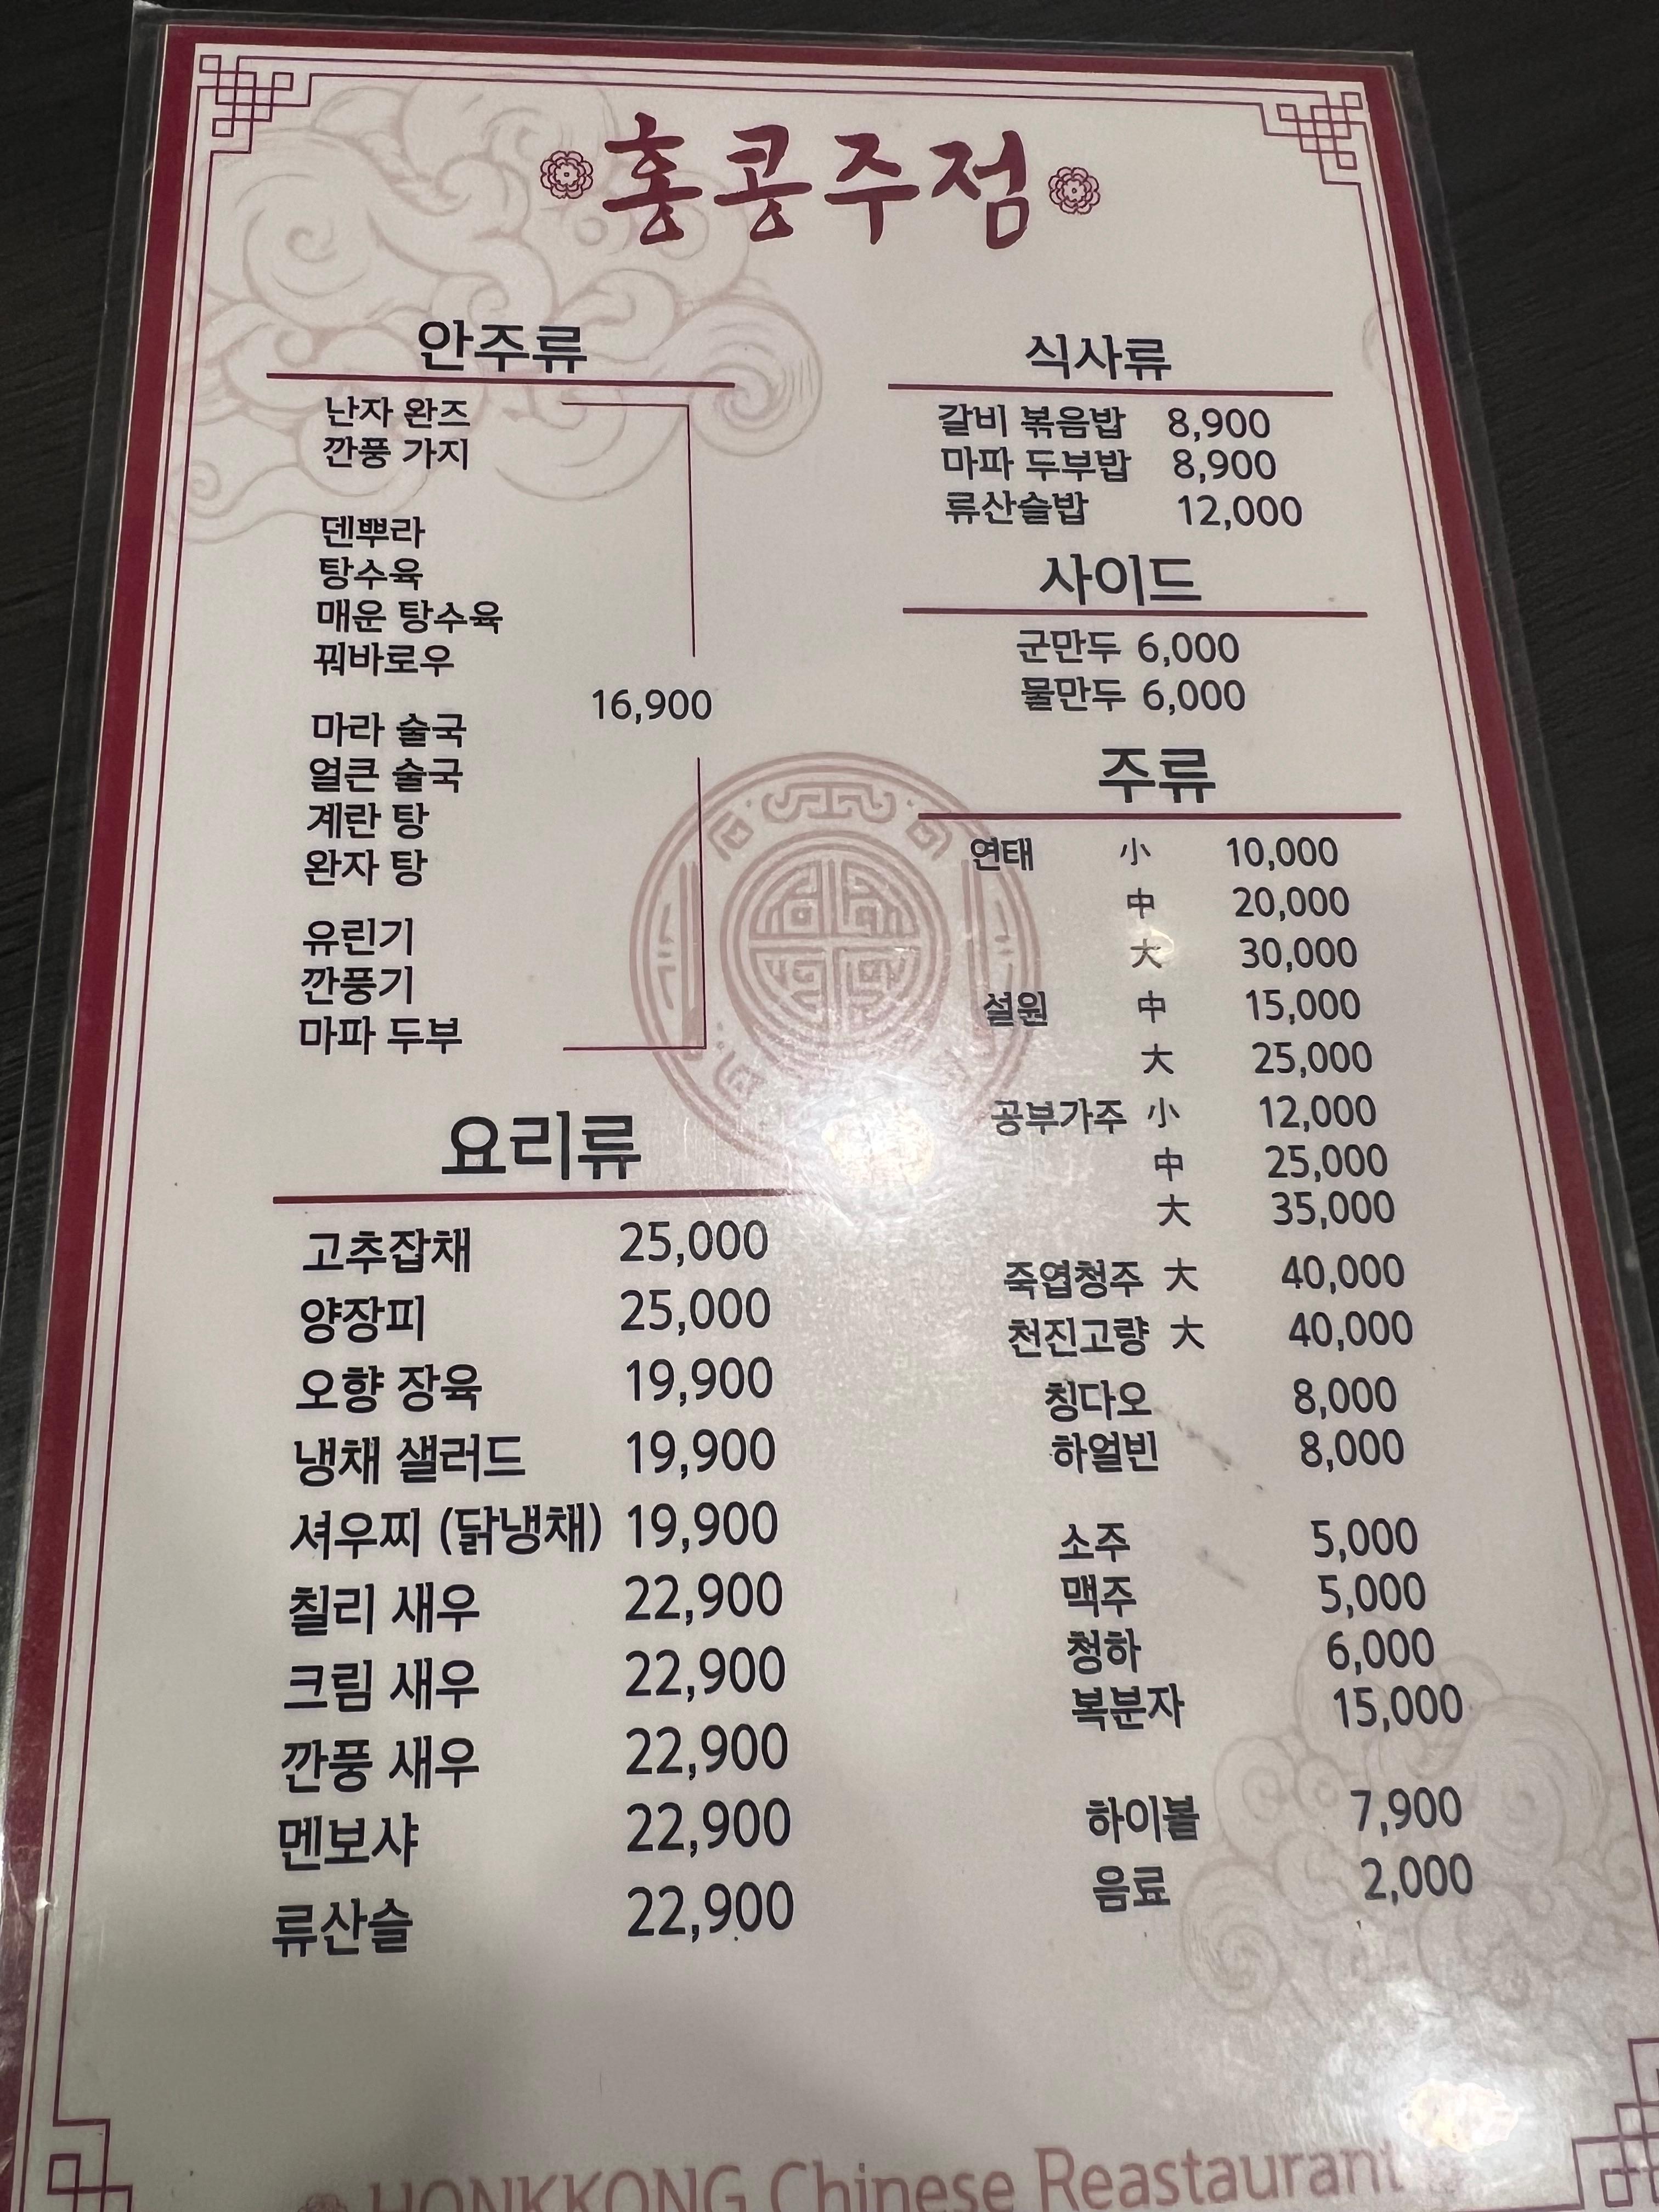 홍콩주점
안주류
난자 완즈
깐풍 가지
덴뿌라
탕수육
매운 탕수육
꿔바로우
16,900
마라 술국
얼큰 술국
계란 탕
완자 탕
유린기
깐풍기
마파 두부
요리류
고추잡채 25,000
양장피 25,000
오향 장육 19,900
냉채 샐러드 19,900
셔우찌 (닭냉채) 19,900
칠리 새우 22,900
크림 새우 22,900
깐풍 새우 22,900
멘보샤 22,900
류산슬 22,900
식사류
갈비 볶음밥 8,900
마파 두부밥 8,900
류산슬밥 12,000
사이드
군만두 6,000
물만두 6,000
주류
연태 小 10,000
中 20,000
大 30,000
설원 中 15,000
大 25,000
공부가주 小 12,000
中 25,000
大 35,000
죽엽청주 大 40,000
천진고량 大 40,000
칭다오 8,000
하얼빈 8,000
소주 5,000
맥주 5,000
청하 6,000
복분자 15,000
하이볼 7,900
음료 2,000
HONKKONG Chinese Reastaurant